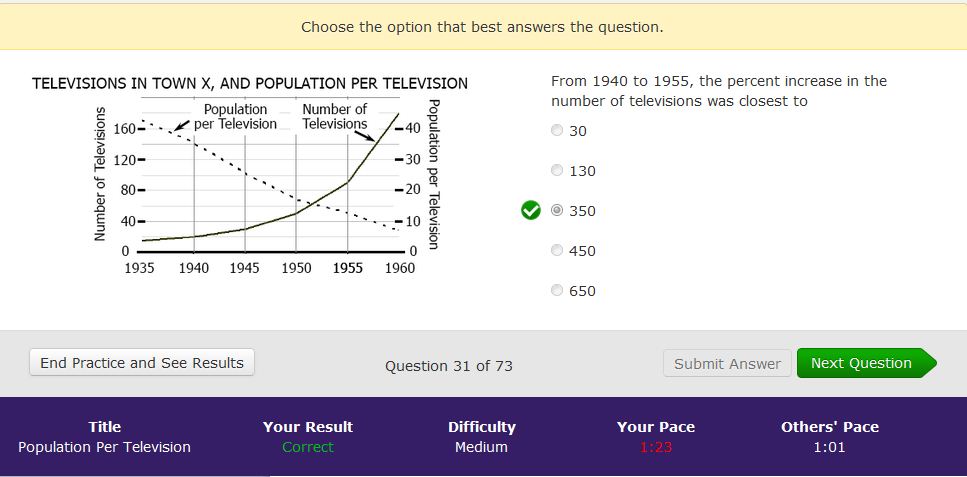 Choose the option that best answers the question.
TELEVISIONS IN TOWN X, AND POPULATION PER TELEVISION
Population per Television
Number of Televisions
Number of Televisions
160
120
80
40
0
Population per Television
40
30
20
10
0
1935 1940 1945 1950 1955 1960
From 1940 to 1955, the percent increase in the
number of televisions was closest to
30
130
350
450
650
End Practice and See Results
Question 31 of 73
Submit Answer
Next Question
Title Your Result Difficulty Your Pace Others' Pace
Population Per Television Correct Medium 1:23 1:01